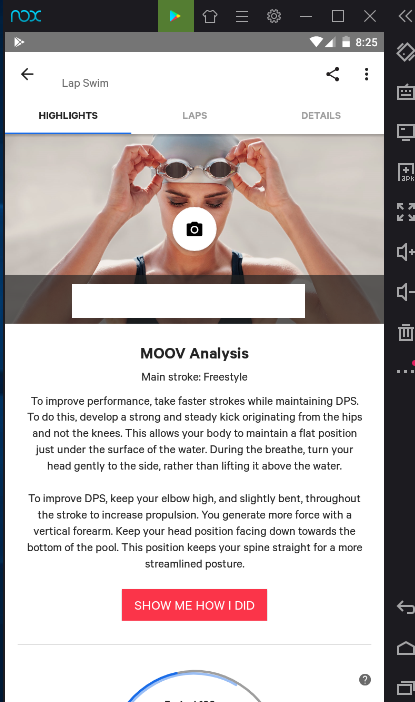 nox
8:25
Lap Swim
HIGHLIGHTS LAPS DETAILS
MOOV Analysis
Main stroke: Freestyle
To improve performance, take faster strokes while maintaining DPS.
To do this, develop a strong and steady kick originating from the hips
and not the knees. This allows your body to maintain a flat position
just under the surface of the water. During the breathe, turn your
head gently to the side, rather than lifting it above the water.
To improve DPS, keep your elbow high, and slightly bent, throughout
the stroke to increase propulsion. You generate more force with a
vertical forearm. Keep your head position facing down towards the
bottom of the pool. This position keeps your spine straight for a more
streamlined posture.
SHOW ME HOW I DID
?